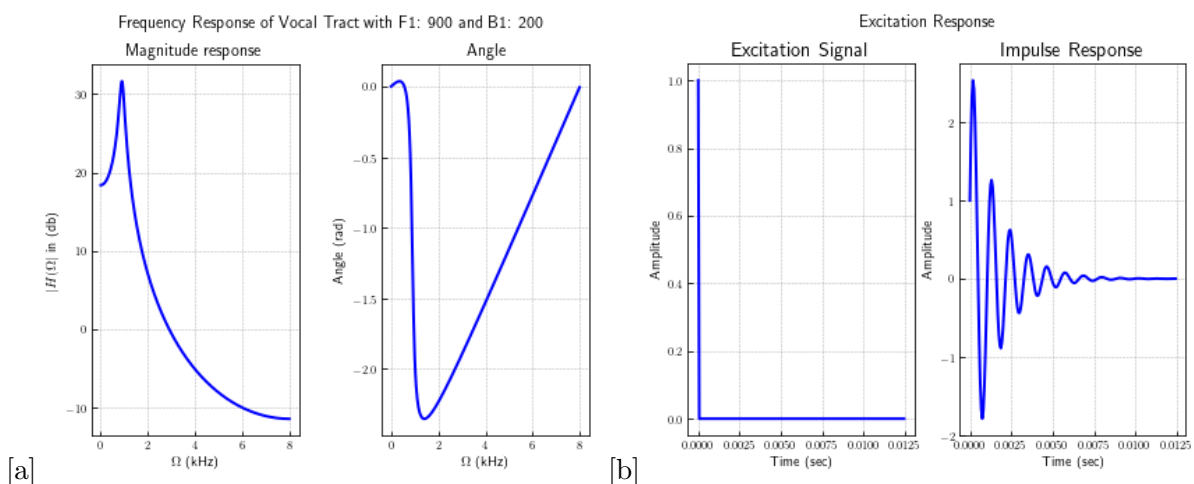 Frequency Response of Vocal Tract with F1: 900 and B1: 200
Magnitude response
Angle
|H(Ω| in (db)
30
20
10
0
−10
0
2
4
6
8
Ω (kHz)
Angle (rad)
0.0
−0.5
−1.0
−1.5
−2.0
0
2
4
6
8
Ω (kHz)
[a]
Excitation Response
Excitation Signal
Impulse Response
Amplitude
1.0
0.8
0.6
0.4
0.2
0.0
0.0000
0.0025
0.0050
0.0075
0.0100
0.0125
Time (sec)
Amplitude
2
1
0
−1
−2
0.0000
0.0025
0.0050
0.0075
0.0100
0.0125
Time (sec)
[b]